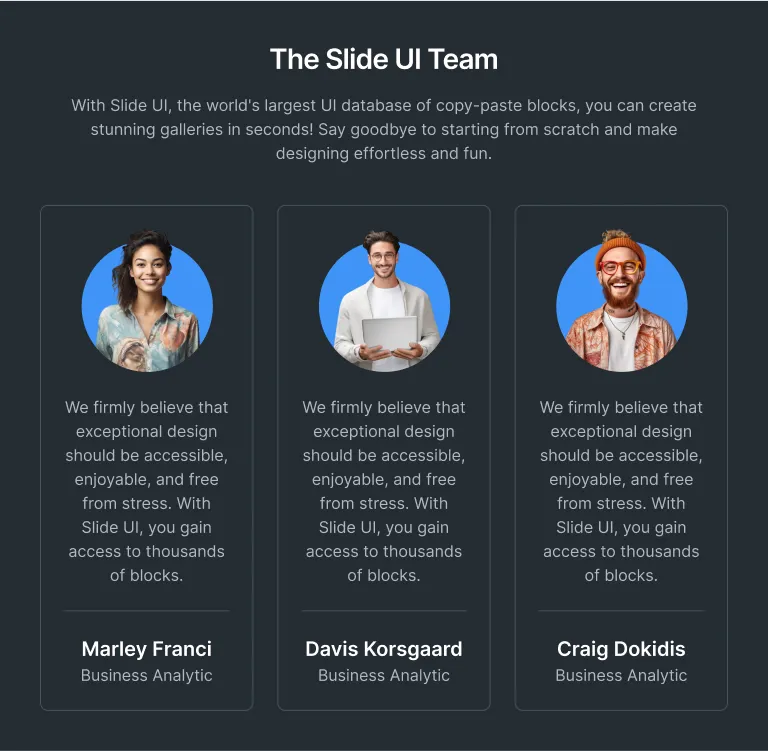 The Slide UI Team
With Slide UI, the world's largest UI database of copy-paste blocks, you can create
stunning galleries in seconds! Say goodbye to starting from scratch and make
designing effortless and fun.
We firmly believe that
exceptional design
should be accessible,
enjoyable, and free
from stress. With
Slide UI, you gain
access to thousands
of blocks.
Marley Franci
Business Analytic
We firmly believe that
exceptional design
should be accessible,
enjoyable, and free
from stress. With
Slide UI, you gain
access to thousands
of blocks.
Davis Korsgaard
Business Analytic
We firmly believe that
exceptional design
should be accessible,
enjoyable, and free
from stress. With
Slide UI, you gain
access to thousands
of blocks.
Craig Dokidis
Business Analytic